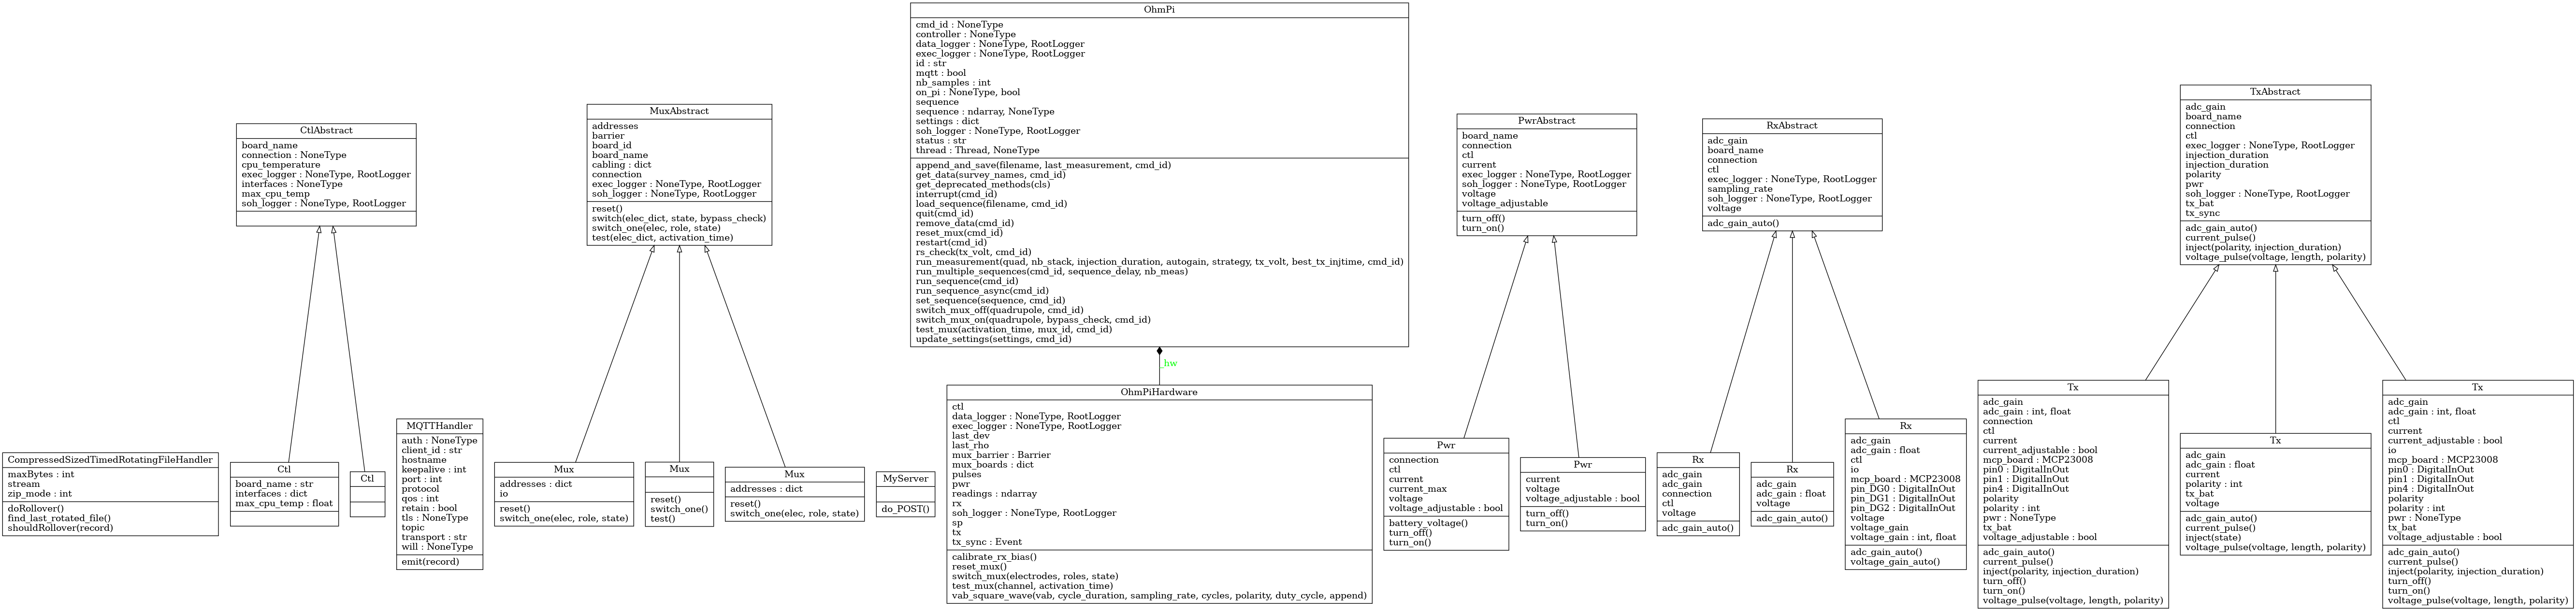 OhmPi
cmd_id : NoneType
controller : NoneType
data_logger : NoneType, RootLogger
exec_logger : NoneType, RootLogger
id : str
mqtt : bool
nb_samples : int
on_pi : NoneType, bool
sequence
sequence : ndarray, NoneType
settings : dict
soh_logger : NoneType, RootLogger
status : str
thread : Thread, NoneType
append_and_save(filename, last_measurement, cmd_id)
get_data(survey_names, cmd_id)
get_deprecated_methods(cls)
interrupt(cmd_id)
load_sequence(filename, cmd_id)
quit(cmd_id)
remove_data(cmd_id)
reset_mux(cmd_id)
restart(cmd_id)
rs_check(tx_volt, cmd_id)
run_measurement(quad, nb_stack, injection_duration, autogain, strategy, tx_volt, best_tx_injtime, cmd_id)
run_multiple_sequences(cmd_id, sequence_delay, nb_meas)
run_sequence(cmd_id)
run_sequence_async(cmd_id)
set_sequence(sequence, cmd_id)
switch_mux_off(quadrupole, cmd_id)
switch_mux_on(quadrupole, bypass_check, cmd_id)
test_mux(activation_time, mux_id, cmd_id)
update_settings(settings, cmd_id)
CtlAbstract
board_name
connection : NoneType
cpu_temperature
exec_logger : NoneType, RootLogger
interfaces : NoneType
max_cpu_temp
soh_logger : NoneType, RootLogger
MuxAbstract
addresses
barrier
board_id
board_name
cabling : dict
connection
exec_logger : NoneType, RootLogger
soh_logger : NoneType, RootLogger
reset()
switch(elec_dict, state, bypass_check)
switch_one(elec, role, state)
test(elec_dict, activation_time)
PwrAbstract
board_name
connection
ctl
current
exec_logger : NoneType, RootLogger
soh_logger : NoneType, RootLogger
voltage
voltage_adjustable
turn_off()
turn_on()
RxAbstract
adc_gain
board_name
connection
ctl
exec_logger : NoneType, RootLogger
sampling_rate
soh_logger : NoneType, RootLogger
voltage
adc_gain_auto()
TxAbstract
adc_gain
board_name
connection
ctl
exec_logger : NoneType, RootLogger
injection_duration
injection_duration
polarity
pwr
soh_logger : NoneType, RootLogger
tx_bat
tx_sync
adc_gain_auto()
current_pulse()
inject(polarity, injection_duration)
voltage_pulse(voltage, length, polarity)
_hw
CompressedSizedTimedRotatingFileHandler
maxBytes : int
stream
zip_mode : int
doRollover()
find_last_rotated_file()
shouldRollover(record)
Ctl
board_name : str
interfaces : dict
max_cpu_temp : float
Ctl
MQTTHandler
auth : NoneType
client_id : str
hostname
keepalive : int
port : int
protocol
qos : int
retain : bool
tls : NoneType
topic
transport : str
will : NoneType
emit(record)
Mux
addresses : dict
io
reset()
switch_one(elec, role, state)
Mux
reset()
switch_one()
test()
Mux
addresses : dict
reset()
switch_one(elec, role, state)
MyServer
do_POST()
OhmPiHardware
ctl
data_logger : NoneType, RootLogger
exec_logger : NoneType, RootLogger
last_dev
last_rho
mux_barrier : Barrier
mux_boards : dict
pulses
pwr
readings : ndarray
rx
soh_logger : NoneType, RootLogger
sp
tx
tx_sync : Event
calibrate_rx_bias()
reset_mux()
switch_mux(electrodes, roles, state)
test_mux(channel, activation_time)
vab_square_wave(vab, cycle_duration, sampling_rate, cycles, polarity, duty_cycle, append)
Pwr
connection
ctl
current
current_max
voltage
voltage_adjustable : bool
battery_voltage()
turn_off()
turn_on()
Pwr
current
voltage
voltage_adjustable : bool
turn_off()
turn_on()
Rx
adc_gain
adc_gain
connection
ctl
voltage
adc_gain_auto()
Rx
adc_gain
adc_gain : float
voltage
adc_gain_auto()
Rx
adc_gain
adc_gain : float
ctl
io
mcp_board : MCP23008
pin_DG0 : DigitalInOut
pin_DG1 : DigitalInOut
pin_DG2 : DigitalInOut
voltage
voltage_gain
voltage_gain : int, float
adc_gain_auto()
voltage_gain_auto()
Tx
adc_gain
adc_gain : int, float
connection
ctl
current
current_adjustable : bool
mcp_board : MCP23008
pin0 : DigitalInOut
pin1 : DigitalInOut
pin4 : DigitalInOut
polarity
polarity : int
pwr : NoneType
tx_bat
voltage_adjustable : bool
adc_gain_auto()
current_pulse()
inject(polarity, injection_duration)
turn_off()
turn_on()
voltage_pulse(voltage, length, polarity)
Tx
adc_gain
adc_gain : float
current
polarity : int
tx_bat
voltage
adc_gain_auto()
current_pulse()
inject(state)
voltage_pulse(voltage, length, polarity)
Tx
adc_gain
adc_gain : int, float
ctl
current
current_adjustable : bool
io
mcp_board : MCP23008
pin0 : DigitalInOut
pin1 : DigitalInOut
pin4 : DigitalInOut
polarity
polarity : int
pwr : NoneType
tx_bat
voltage_adjustable : bool
adc_gain_auto()
current_pulse()
inject(polarity, injection_duration)
turn_off()
turn_on()
voltage_pulse(voltage, length, polarity)